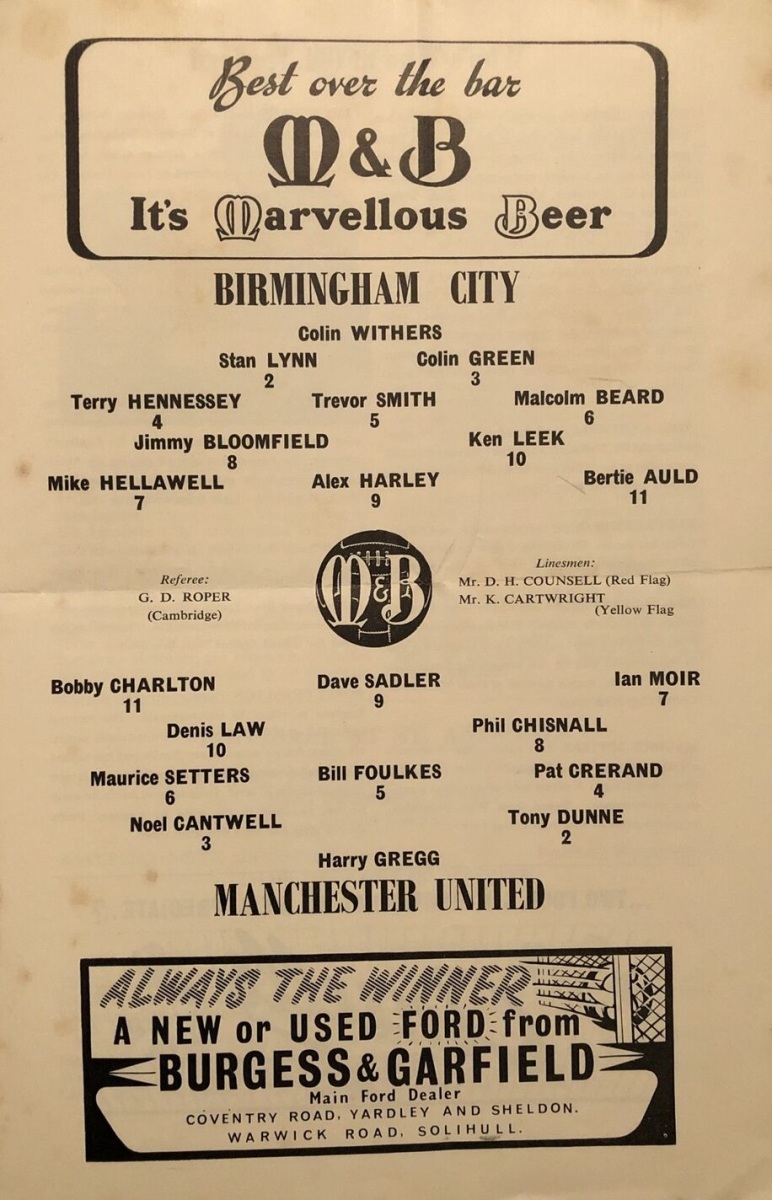 Best over the bar
M & B
It's Marvellous Beer
BIRMINGHAM CITY
Colin WITHERS
Stan LYNN Colin GREEN
2 3
Terry HENNESSEY Trevor SMITH Malcolm BEARD
4 5 6
Jimmy BLOOMFIELD Ken LEEK
8 10
Mike HELLAWELL Alex HARLEY Bertie AULD
7 9 11
Referee:
G. D. ROPER
(Cambridge)
M&B
Linesmen:
Mr. D. H. COUNSELL (Red Flag)
Mr. K. CARTWRIGHT
(Yellow Flag
Bobby CHARLTON Dave SADLER Ian MOIR
11 9 7
Denis LAW Phil CHISNALL
10 8
Maurice SETTERS Bill FOULKES Pat CRERAND
6 5 4
Noel CANTWELL Tony DUNNE
3 2
Harry GREGG
MANCHESTER UNITED
ALWAYS THE WINNER
A NEW or USED FORD from
BURGESS & GARFIELD
Main Ford Dealer
COVENTRY ROAD, YARDLEY AND SHELDON.
WARWICK ROAD, SOLIHULL.